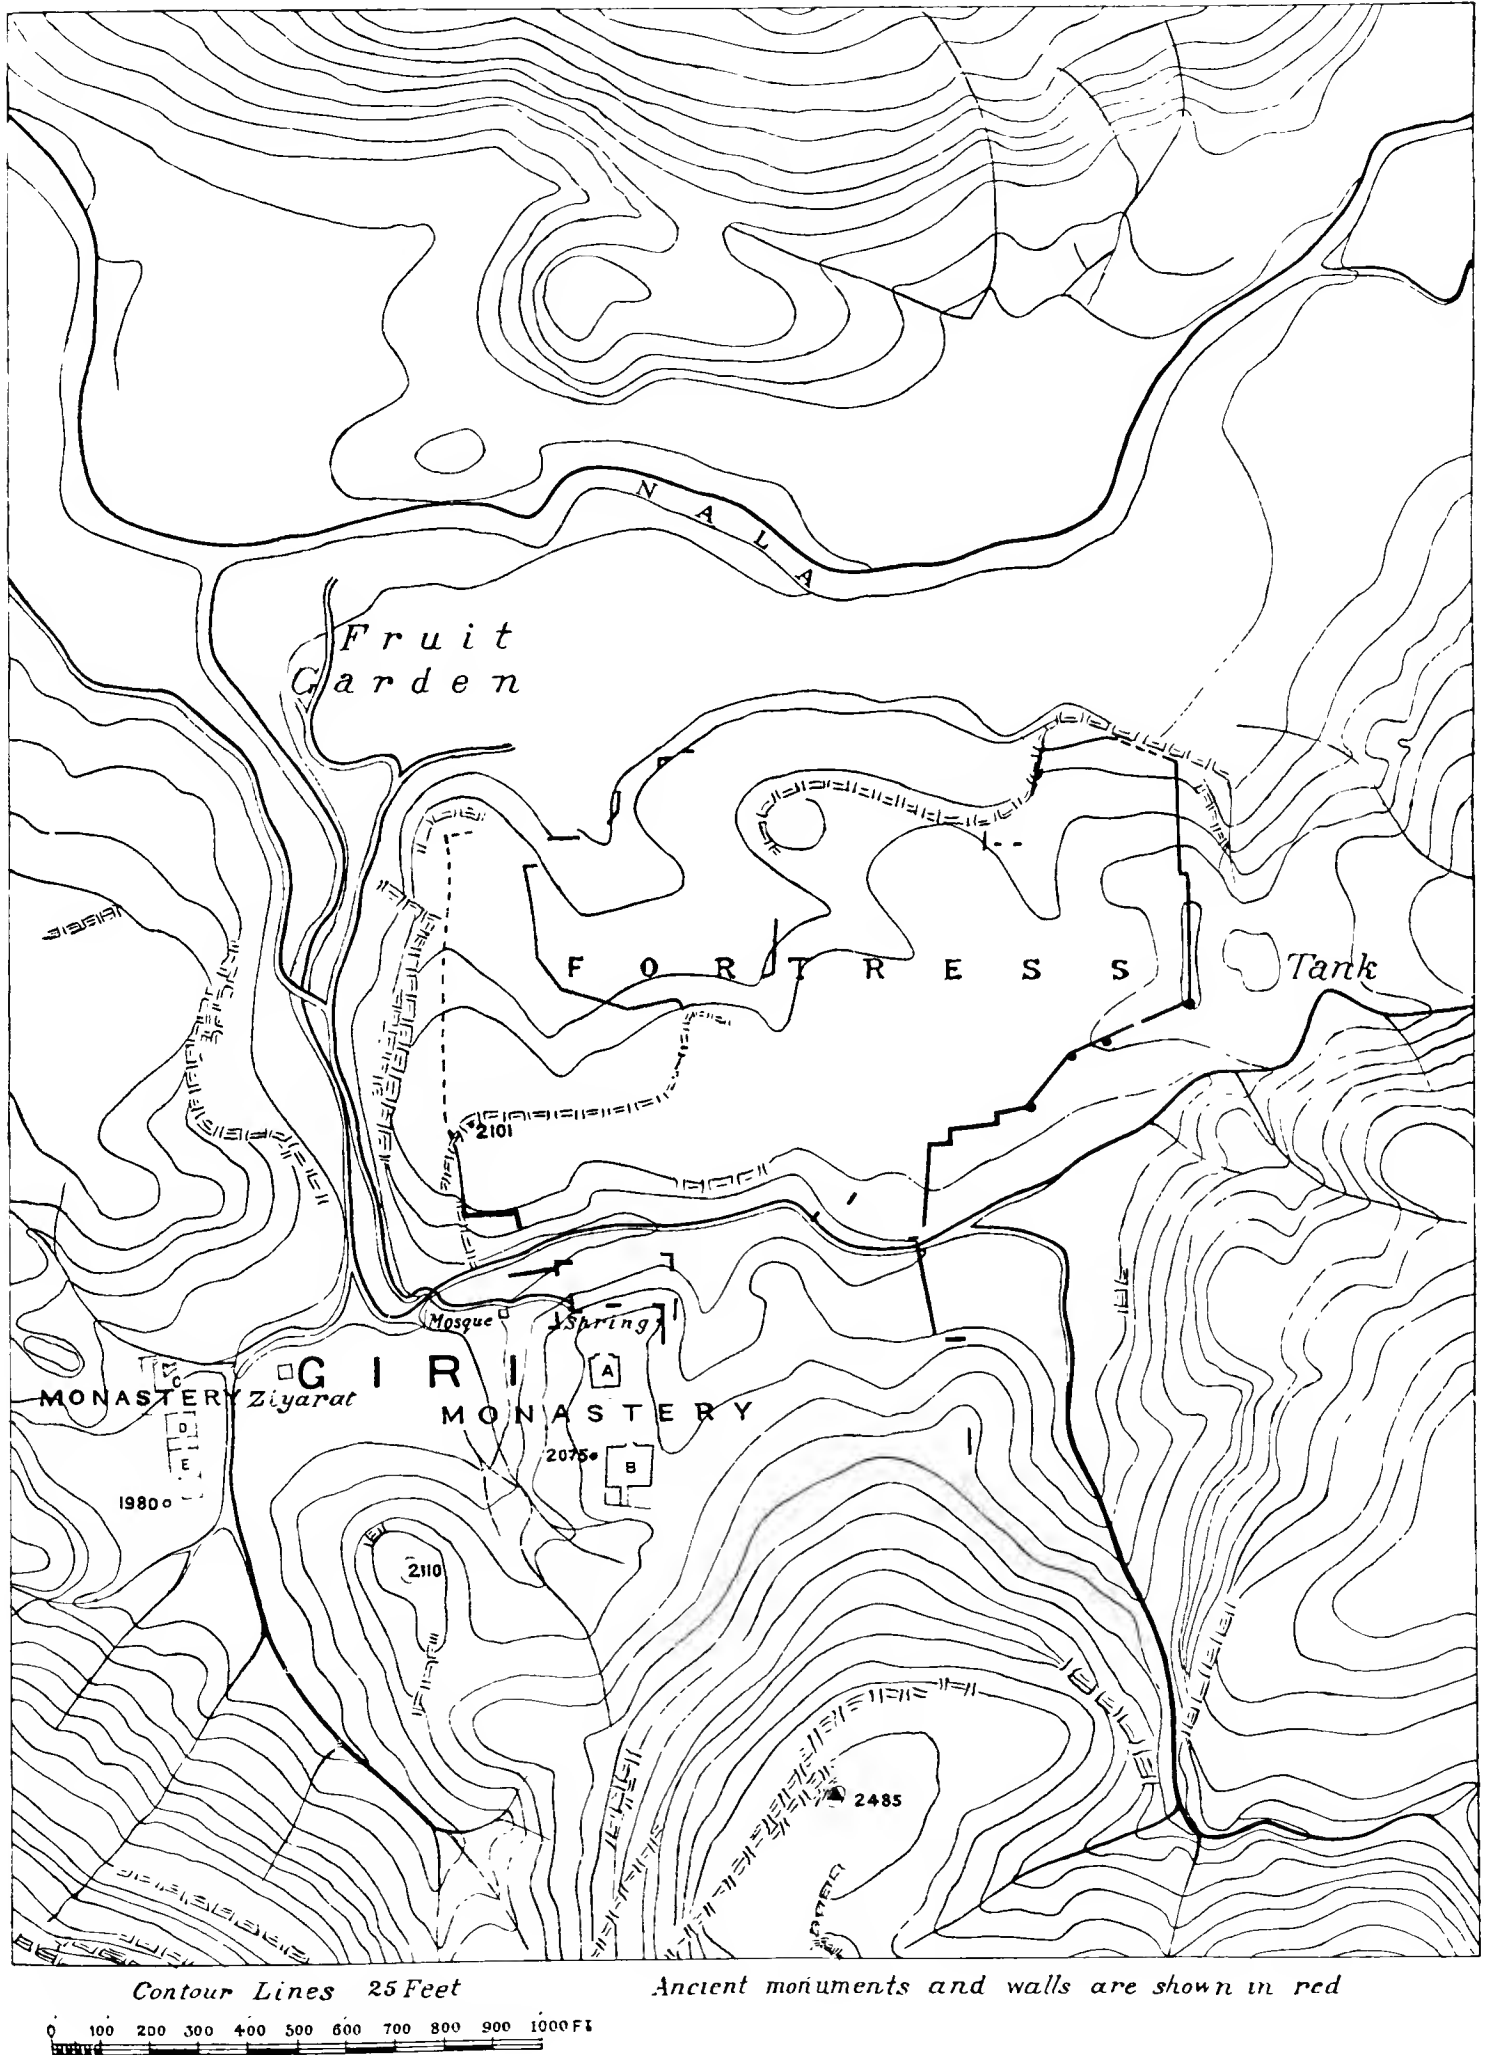 NALA
Fruit
Garden
FORTRESS
Tank
2101
Mosque
Spring
GIRI
A
C
MONASTERY
Ziyarat
MONASTERY
D
2075
B
E
1980
2110
2485
Contour Lines 25 Feet
Ancient monuments and walls are shown in red
0 100 200 300 400 500 600 700 800 900 1000 FT